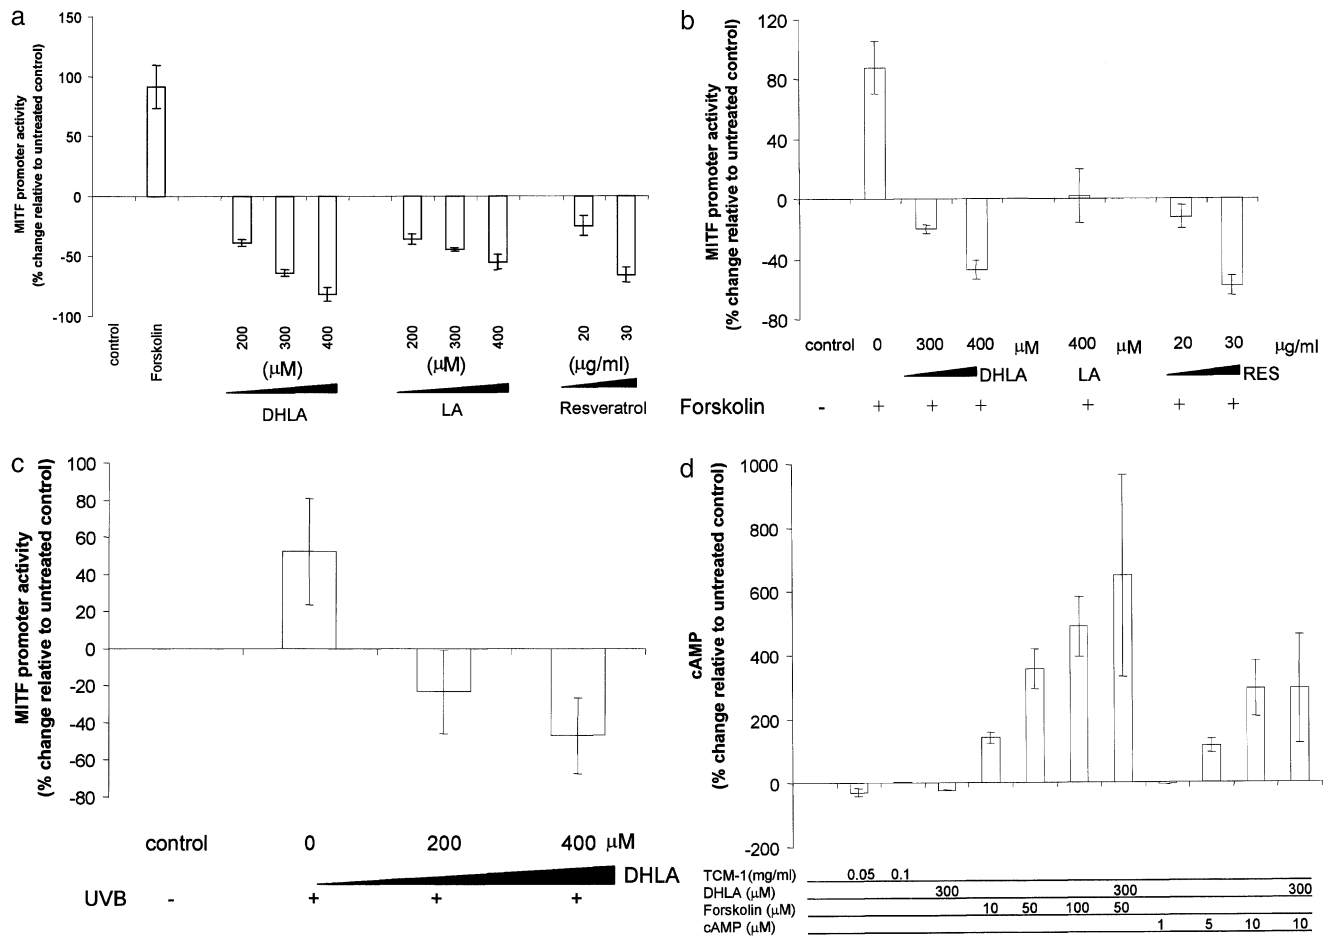 a
MITF promoter activity
(% change relative to untreated control)
150
100
50
0
-50
-100
control
Forskolin
200
300
400
200
300
400
20
30
(μM)
(μM)
(μg/ml)
DHLA
LA
Resveratrol
b
MITF promoter activity
(% change relative to untreated control)
120
80
40
0
-40
-80
control 0 300 400 μM 400 μM 20 30 μg/ml
DHLA LA RES
Forskolin - + + + + + +
c
MITF promoter activity
(% change relative to untreated control)
100
80
60
40
20
0
-20
-40
-60
-80
control 0 200 400 μM
DHLA
UVB - + + +
d
cAMP
(% change relative to untreated control)
1000
800
600
400
200
0
-200
TCM-1(mg/ml) 0.05 0.1
DHLA (μM) 300 300 300
Forskolin (μM) 10 50 100 50
cAMP (μM) 1 5 10 10